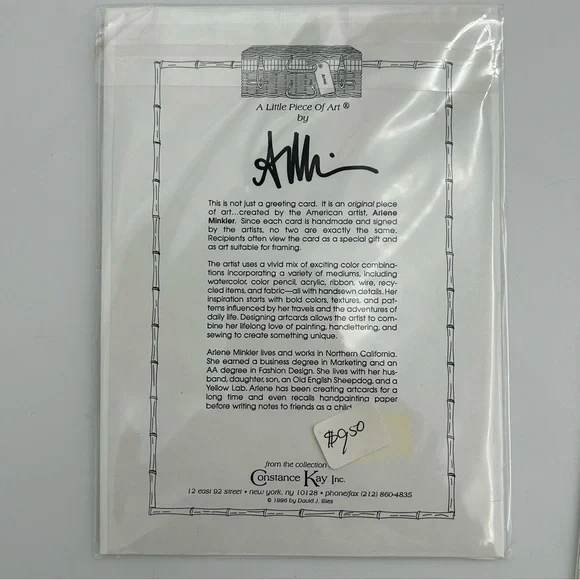 A Little Piece Of Art ®
by
This is not just a greeting card. It is an original piece
of art...created by the American artist, Arlene
Minkler. Since each card is handmade and signed
by the artists, no two are exactly the same.
Recipients often view the card as a special gift and
as art suitable for framing.
The artist uses a vivid mix of exciting color combina-
tions incorporating a variety of mediums, including
watercolor, color pencil, acrylic, ribbon, wire, recy-
cled items, and fabric—all with handsewn details. Her
inspiration starts with bold colors, textures, and pat-
terns influenced by her travels and the adventures of
daily life. Designing artcards allows the artist to com-
bine her lifelong love of painting, handlettering, and
sewing to create something unique.
Arlene Minkler lives and works in Northern California.
She earned a business degree in Marketing and an
AA degree in Fashion Design. She lives with her hus-
band, daughter, son, an Old English Sheepdog, and a
Yellow Lab. Arlene has been creating artcards for a
long time and even recalls handpainting paper
before writing notes to friends as a child
$9.50
from the collection
Constance Kay Inc.
12 east 92 street • new york, ny 10128 • phone/fax (212) 860-4835
© 1996 by David J. Illies